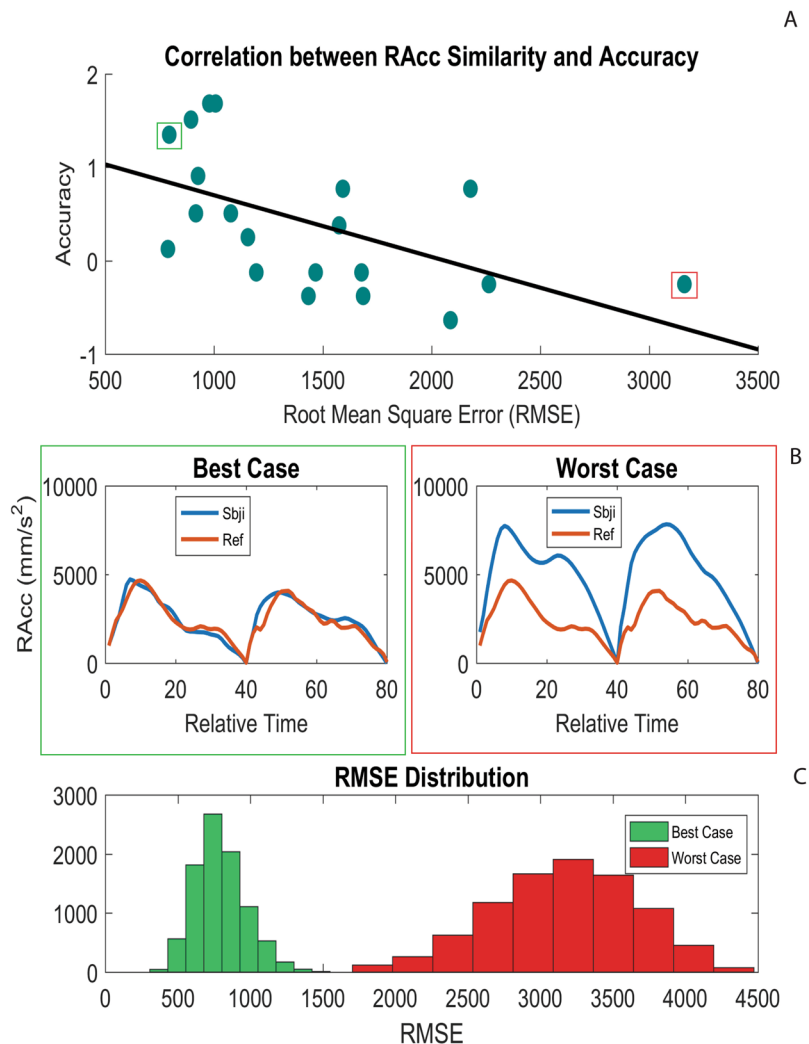 A
Correlation between RAcc Similarity and Accuracy
2
1
0
-1
Accuracy
500 1000 1500 2000 2500 3000 3500
Root Mean Square Error (RMSE)
B
Best Case
10000
5000
0
RAcc (mm/s²)
Sbji
Ref
0 20 40 60 80
Relative Time
Worst Case
10000
5000
0
Sbji
Ref
0 20 40 60 80
Relative Time
C
RMSE Distribution
3000
2000
1000
0
Best Case
Worst Case
0 500 1000 1500 2000 2500 3000 3500 4000 4500
RMSE